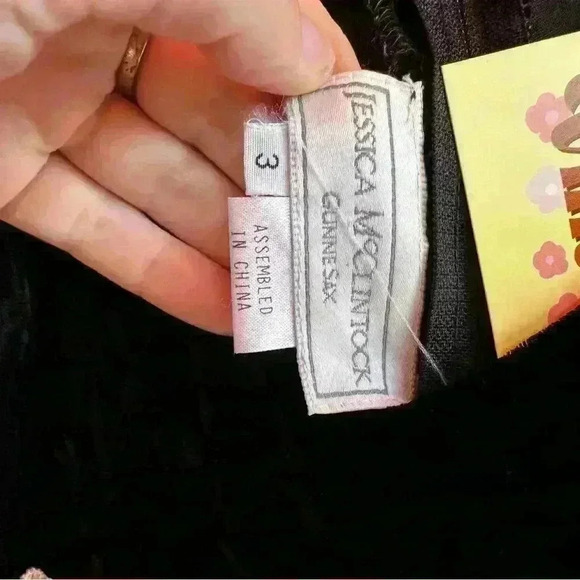 JESSICA MCCLINTOCK
GUNNE SAX
3
ASSEMBLED
IN CHINA